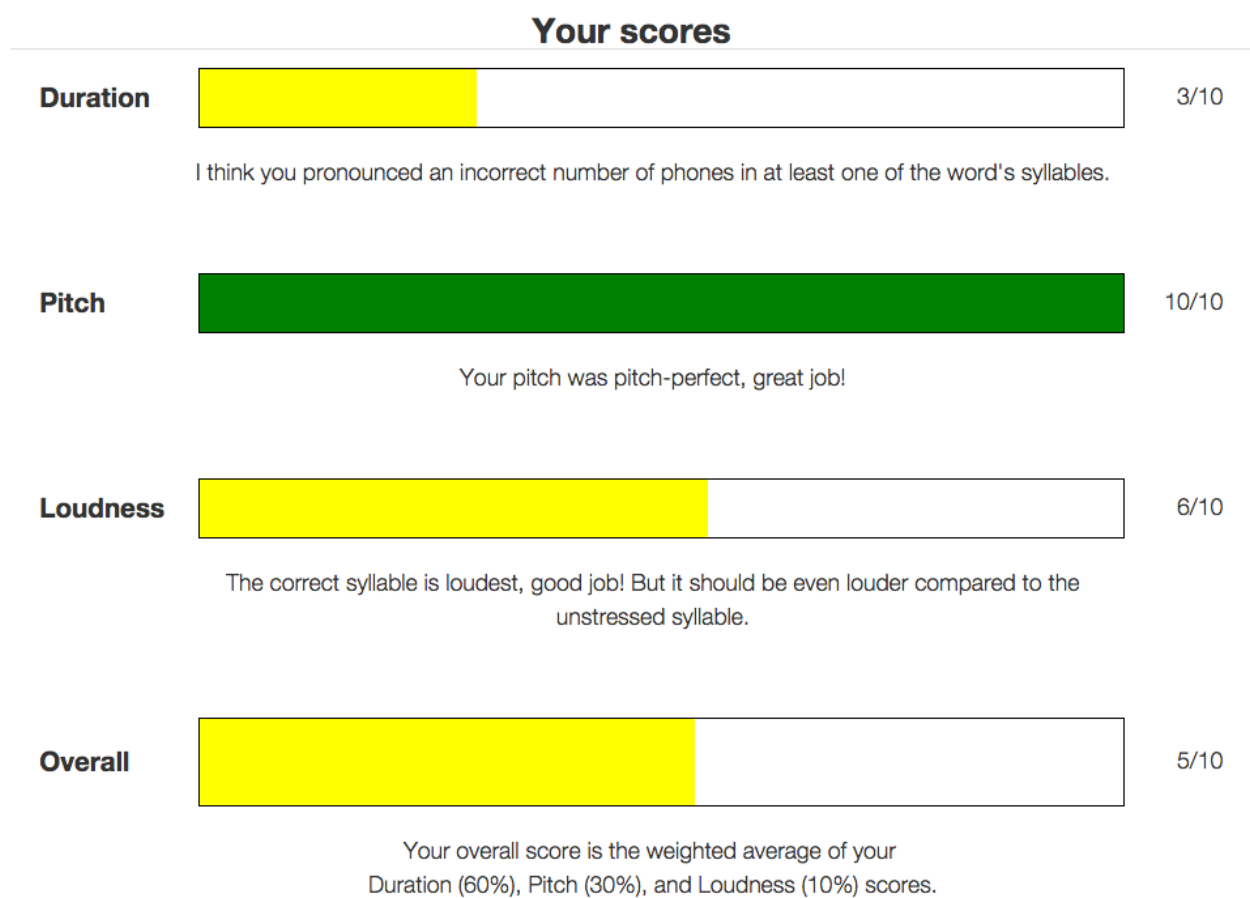 Your scores
Duration 3/10
I think you pronounced an incorrect number of phones in at least one of the word's syllables.
Pitch 10/10
Your pitch was pitch-perfect, great job!
Loudness 6/10
The correct syllable is loudest, good job! But it should be even louder compared to the
unstressed syllable.
Overall 5/10
Your overall score is the weighted average of your
Duration (60%), Pitch (30%), and Loudness (10%) scores.